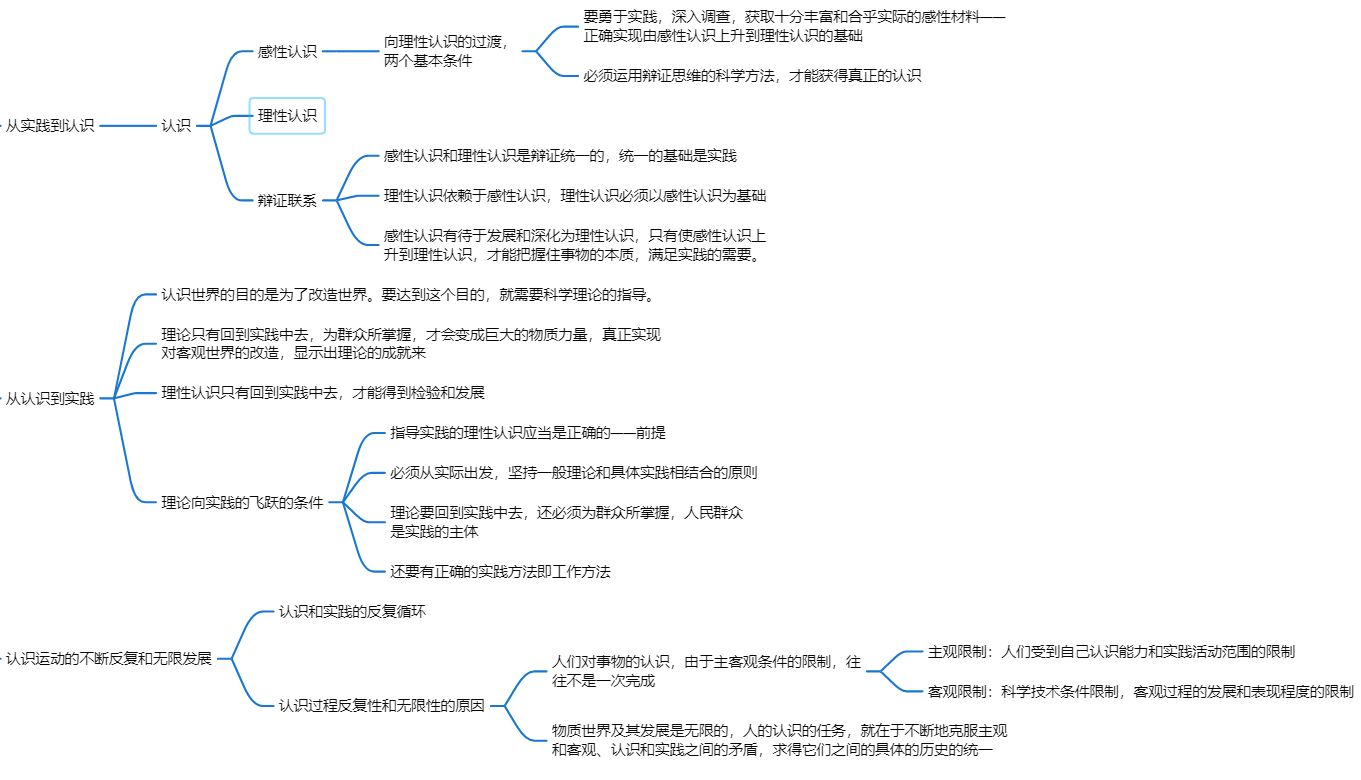 从实践到认识
认识
感性认识
向理性认识的过渡，
两个基本条件
要勇于实践，深入调查，获取十分丰富和合乎实际的感性材料——
正确实现由感性认识上升到理性认识的基础
必须运用辩证思维的科学方法，才能获得真正的认识
理性认识
辩证联系
感性认识和理性认识是辩证统一的，统一的基础是实践
理性认识依赖于感性认识，理性认识必须以感性认识为基础
感性认识有待于发展和深化为理性认识，只有使感性认识上
升到理性认识，才能把握住事物的本质，满足实践的需要。
从认识到实践
认识世界的目的是为了改造世界。要达到这个目的，就需要科学理论的指导。
理论只有回到实践中去，为群众所掌握，才会变成巨大的物质力量，真正实现
对客观世界的改造，显示出理论的成就来
理性认识只有回到实践中去，才能得到检验和发展
理论向实践的飞跃的条件
指导实践的理性认识应当是正确的——前提
必须从实际出发，坚持一般理论和具体实践相结合的原则
理论要回到实践中去，还必须为群众所掌握，人民群众
是实践的主体
还要有正确的实践方法即工作方法
认识运动的不断反复和无限发展
认识和实践的反复循环
认识过程反复性和无限性的原因
人们对事物的认识，由于主客观条件的限制，往
往不是一次完成
主观限制：人们受到自己认识能力和实践活动范围的限制
客观限制：科学技术条件限制，客观过程的发展和表现程度的限制
物质世界及其发展是无限的，人的认识的任务，就在于不断地克服主观
和客观、认识和实践之间的矛盾，求得它们之间的具体的历史的统一